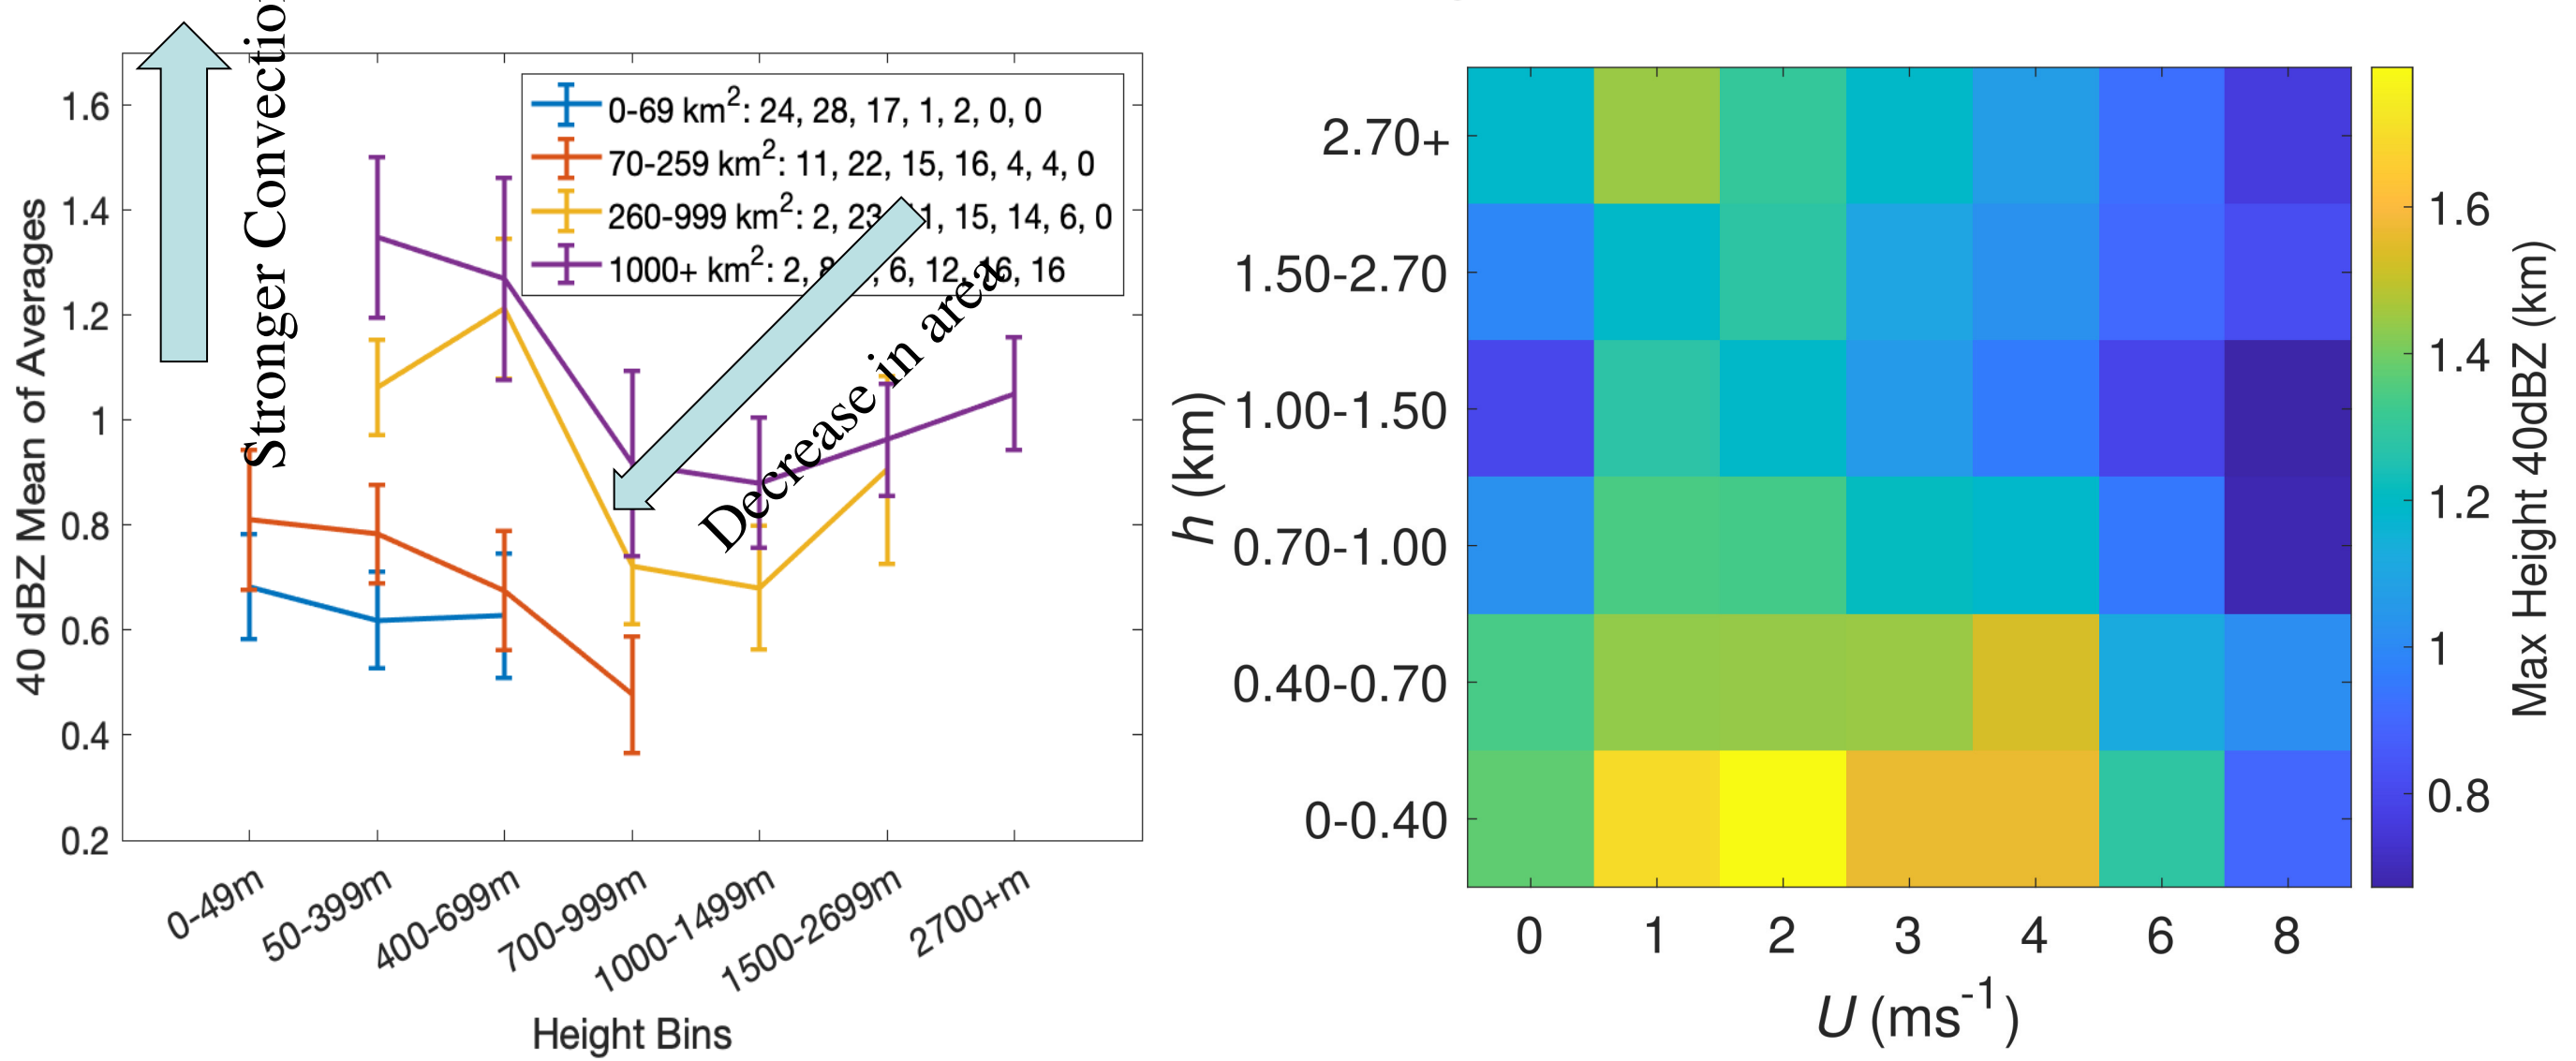 Stronger Convection
1.6
1.4
1.2
1
0.8
0.6
0.4
0.2
40 dBZ Mean of Averages
0-69 km²: 24, 28, 17, 1, 2, 0, 0
70-259 km²: 11, 22, 15, 16, 4, 4, 0
260-999 km²: 2, 23, 15, 14, 6, 0
1000+ km²: 2, 6, 12, 16, 16
Decrease in area
0-49m
50-399m
400-699m
700-999m
1000-1499m
1500-2699m
2700+m
Height Bins
h (km)
2.70+
1.50-2.70
1.00-1.50
0.70-1.00
0.40-0.70
0-0.40
0 1 2 3 4 6 8
U (ms⁻¹)
1.6
1.4
1.2
1
0.8
Max Height 40dBZ (km)